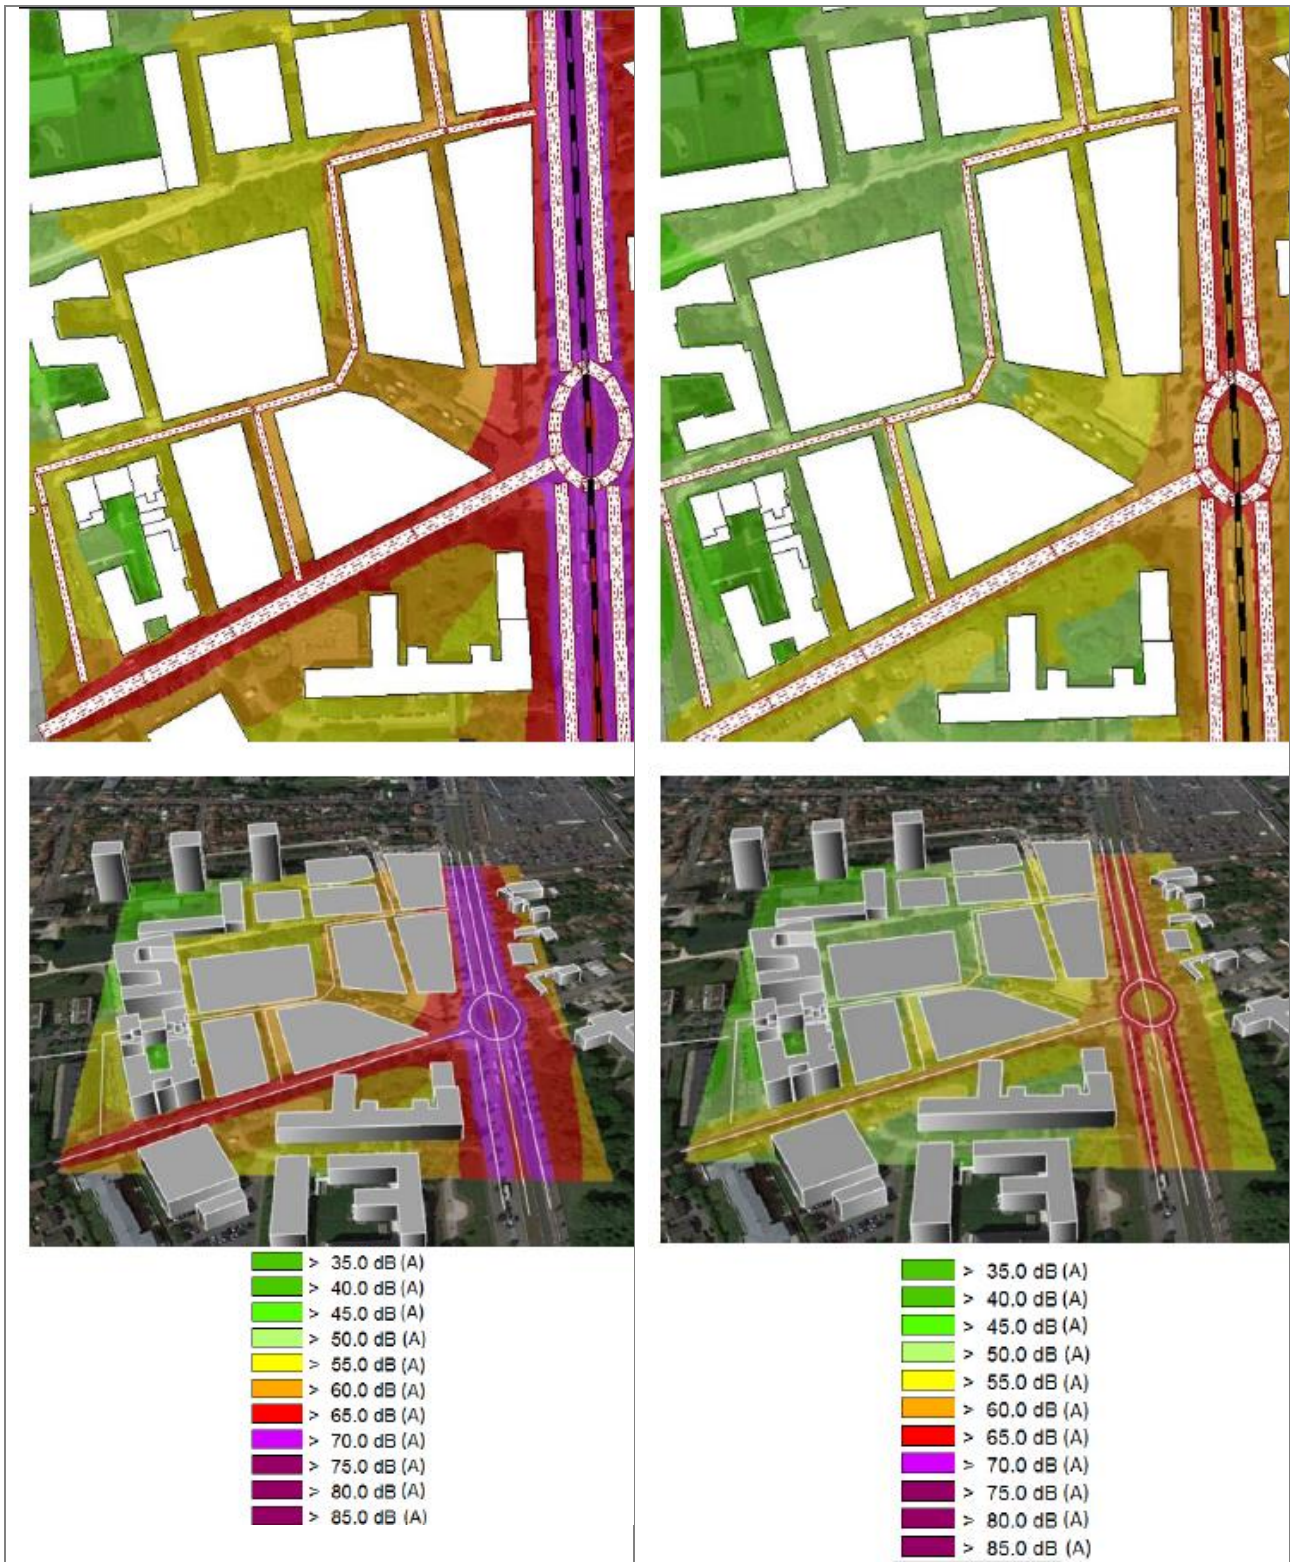 > 35.0 dB (A)
> 40.0 dB (A)
> 45.0 dB (A)
> 50.0 dB (A)
> 55.0 dB (A)
> 60.0 dB (A)
> 65.0 dB (A)
> 70.0 dB (A)
> 75.0 dB (A)
> 80.0 dB (A)
> 85.0 dB (A)
> 35.0 dB (A)
> 40.0 dB (A)
> 45.0 dB (A)
> 50.0 dB (A)
> 55.0 dB (A)
> 60.0 dB (A)
> 65.0 dB (A)
> 70.0 dB (A)
> 75.0 dB (A)
> 80.0 dB (A)
> 85.0 dB (A)